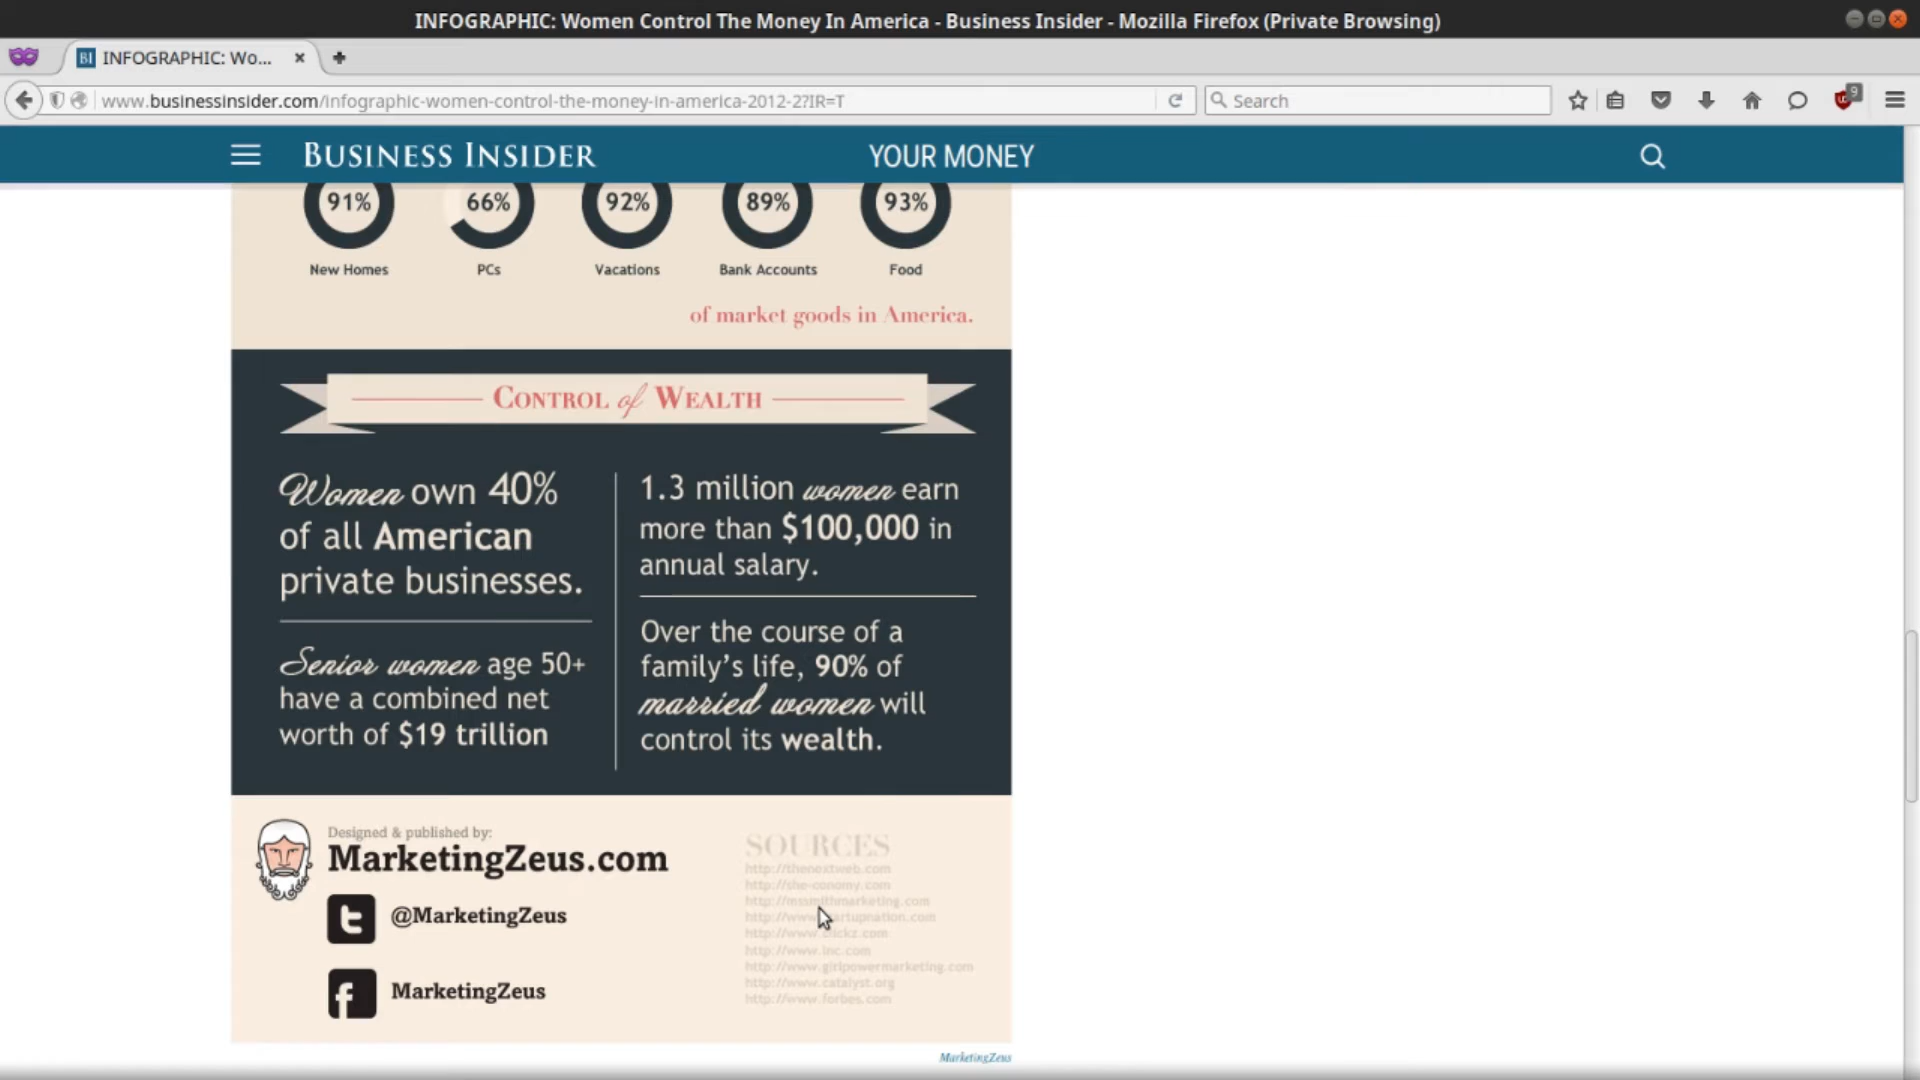 INFOGRAPHIC: Women Control The Money In America - Business Insider - Mozilla Firefox (Private Browsing)
BI INFOGRAPHIC: Wo...
www.businessinsider.com/infographic-women-control-the-money-in-america-2012-2?IR=T
Search
9
BUSINESS INSIDER
YOUR MONEY
91% 66% 92% 89% 93%
New Homes PCs Vacations Bank Accounts Food
of market goods in America.
CONTROL of WEALTH
Women own 40%
of all American
private businesses.
Senior women age 50+
have a combined net
worth of $19 trillion
1.3 million women earn
more than $100,000 in
annual salary.
Over the course of a
family's life, 90% of
married women will
control its wealth.
Designed & published by:
MarketingZeus.com
@MarketingZeus
MarketingZeus
SOURCES
http://thenextweb.com
http://she-conomy.com
http://mssmithmarketing.com
http://www.inc.com
http://www.girlpowermarketing.com
http://www.catalyst.org
http://www.forbes.com
MarketingZeus